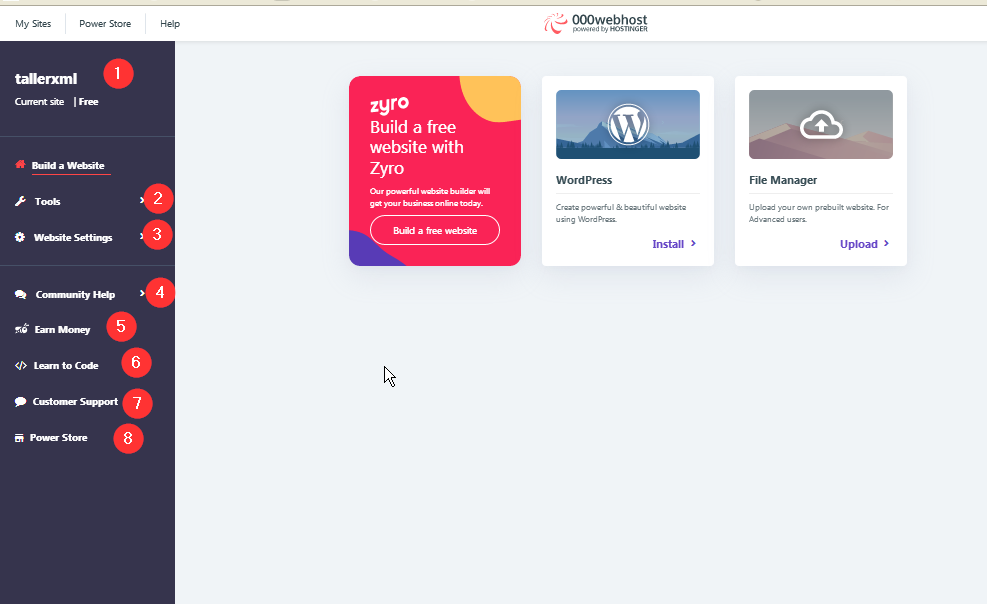 My Sites
Power Store
Help
000webhost
powered by HOSTINGER
tallerxml
1
Current site | Free
Build a Website
Tools
2
Website Settings
3
Community Help
4
Earn Money
5
Learn to Code
6
Customer Support
7
Power Store
8
zyro
Build a free
website with
Zyro
Our powerful website builder will
get your business online today.
Build a free website
WordPress
Create powerful & beautiful website
using WordPress.
Install
File Manager
Upload your own prebuilt website. For
Advanced users.
Upload